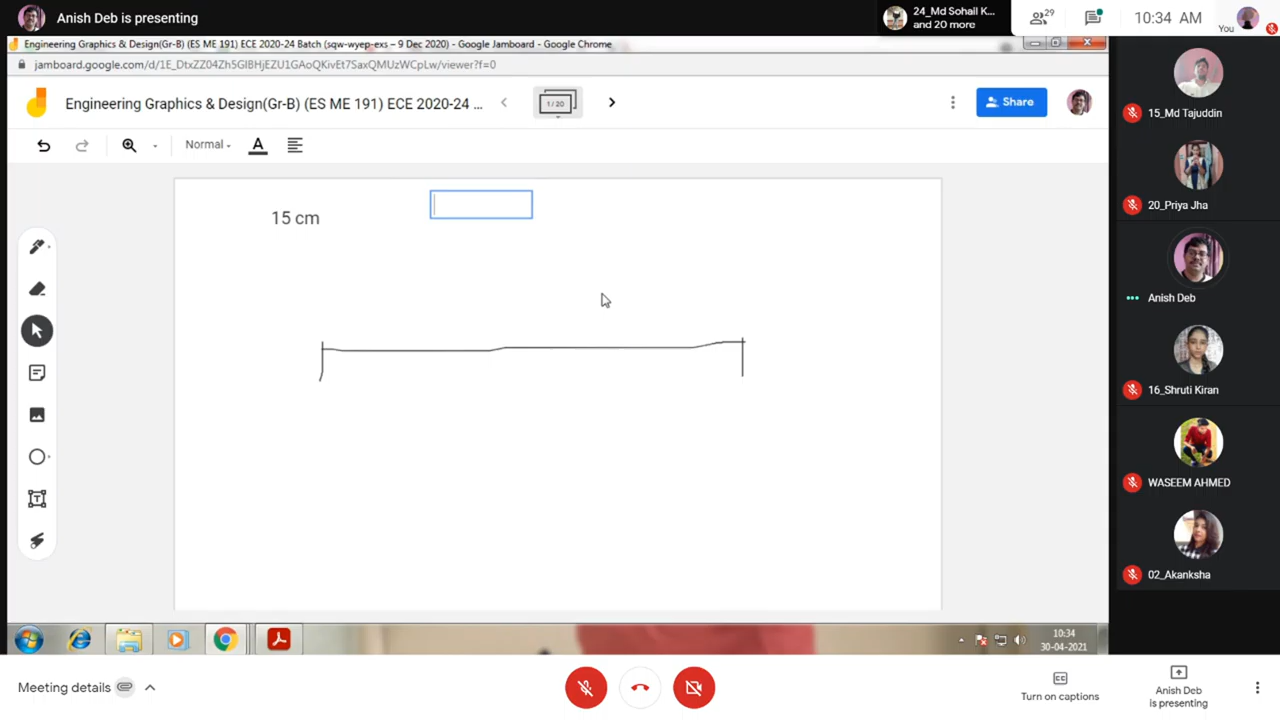 Anish Deb is presenting
24_Md Sohail K...
and 20 more
29
10:34 AM
You
Engineering Graphics & Design(Gr-B) (ES ME 191) ECE 2020-24 Batch (sqw-wyep-exs – 9 Dec 2020) - Google Jamboard - Google Chrome
jamboard.google.com/d/1E_DtxZZ04Zh5GIBHjEZU1GAoQKivEt7SaxQMUzWCpLw/viewer?f=0
Engineering Graphics & Design(Gr-B) (ES ME 191) ECE 2020-24 ...
1 / 20
Share
Normal
A
15 cm
T
15_Md Tajuddin
20_Priya Jha
Anish Deb
16_Shruti Kiran
WASEEM AHMED
02_Akanksha
10:34
30-04-2021
Meeting details
Turn on captions
Anish Deb
is presenting